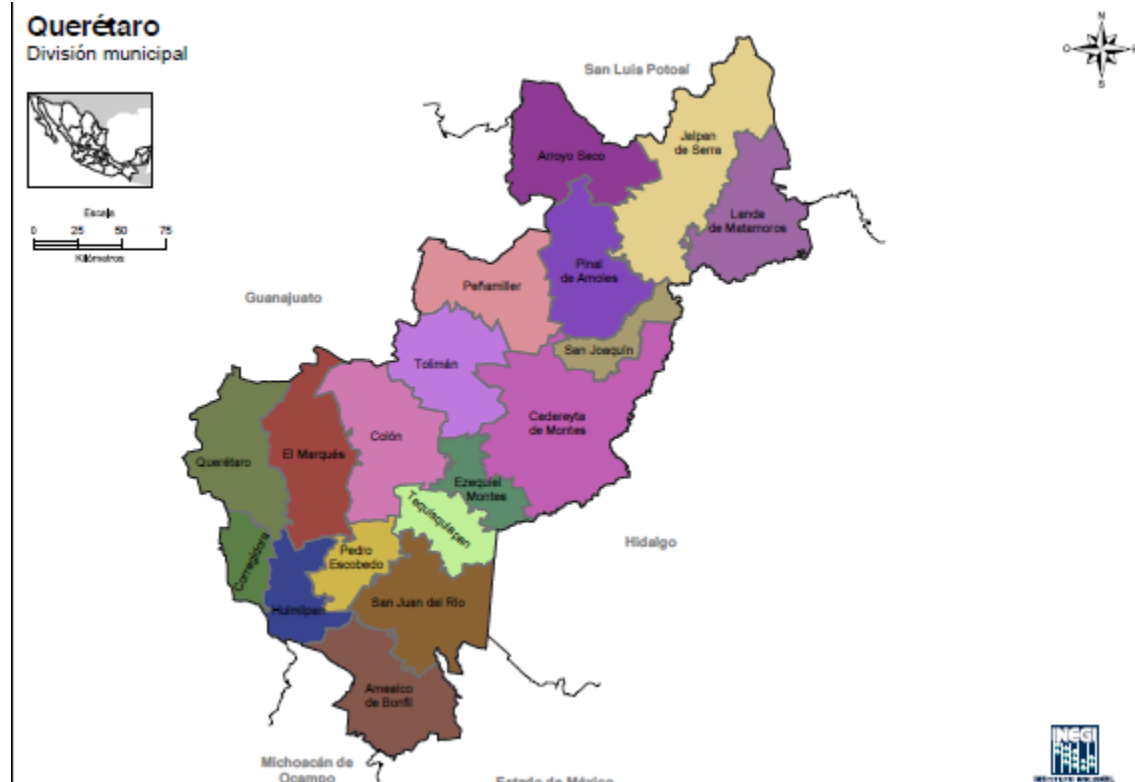 Querétaro
División municipal
N
O
S
Escala
0 25 50 75
Kilómetros
San Luis Potosí
Jalpan
de Serra
Arroyo Seco
Landa
de Matamoros
Pinal
de Amoles
Peñamiller
Guanajuato
San Joaquín
Tolimán
Cadereyta
de Montes
Colón
El Marqués
Querétaro
Ezequiel
Montes
Tequisquiapan
Hidalgo
Corregidora
Pedro
Escobedo
Huimilpan
San Juan del Río
Amealco
de Bonfil
Michoacán de
Ocampo
Estado de México
INEGI
INSTITUTO NACIONAL